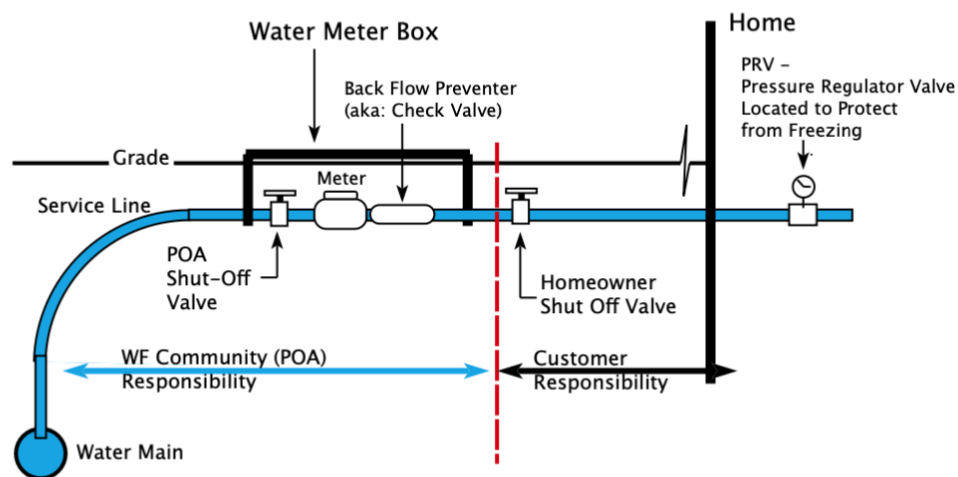 Home
Water Meter Box
PRV –
Pressure Regulator Valve
Located to Protect
from Freezing
Back Flow Preventer
(aka: Check Valve)
Grade
Meter
Service Line
POA
Shut-Off
Valve
Homeowner
Shut Off Valve
WF Community (POA)
Responsibility
Customer
Responsibility
Water Main